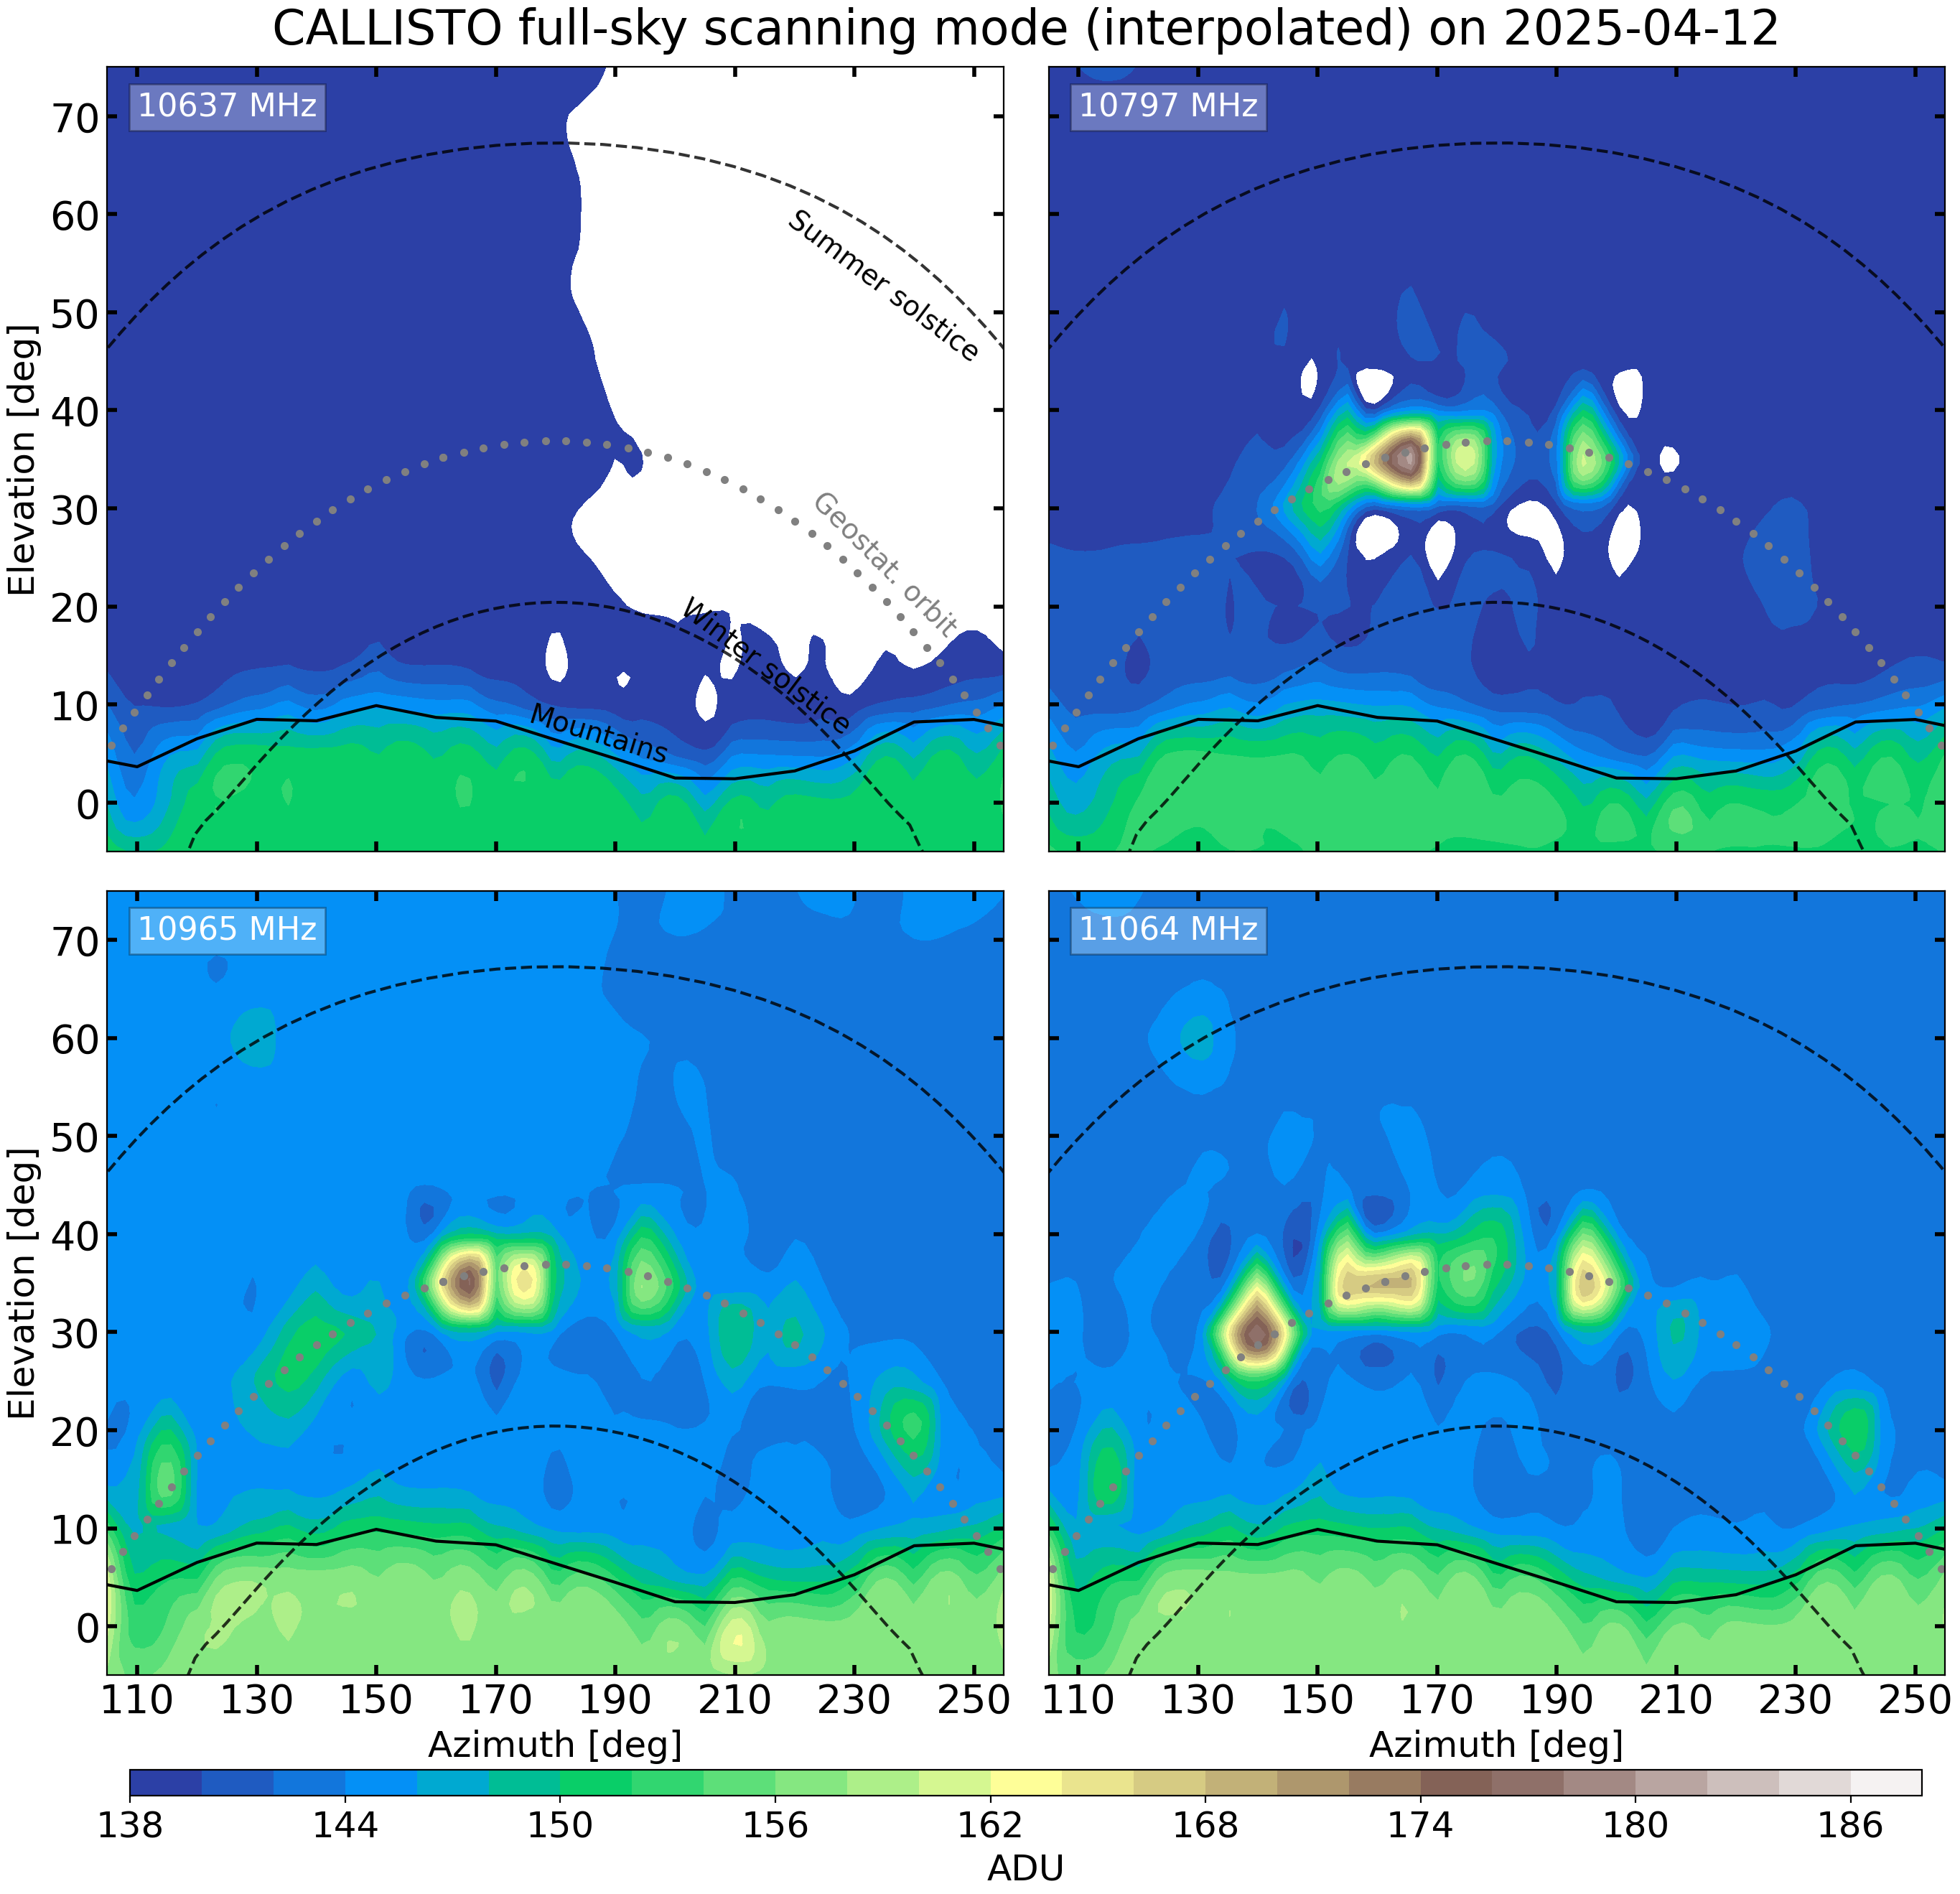 CALLISTO full-sky scanning mode (interpolated) on 2025-04-12
10637 MHz
10797 MHz
70
60
50
40
30
20
10
0
Elevation [deg]
Summer solstice
Geostat. orbit
Winter solstice
Mountains
10965 MHz
11064 MHz
70
60
50
40
30
20
10
0
Elevation [deg]
110 130 150 170 190 210 230 250
110 130 150 170 190 210 230 250
Azimuth [deg]
Azimuth [deg]
138 144 150 156 162 168 174 180 186
ADU